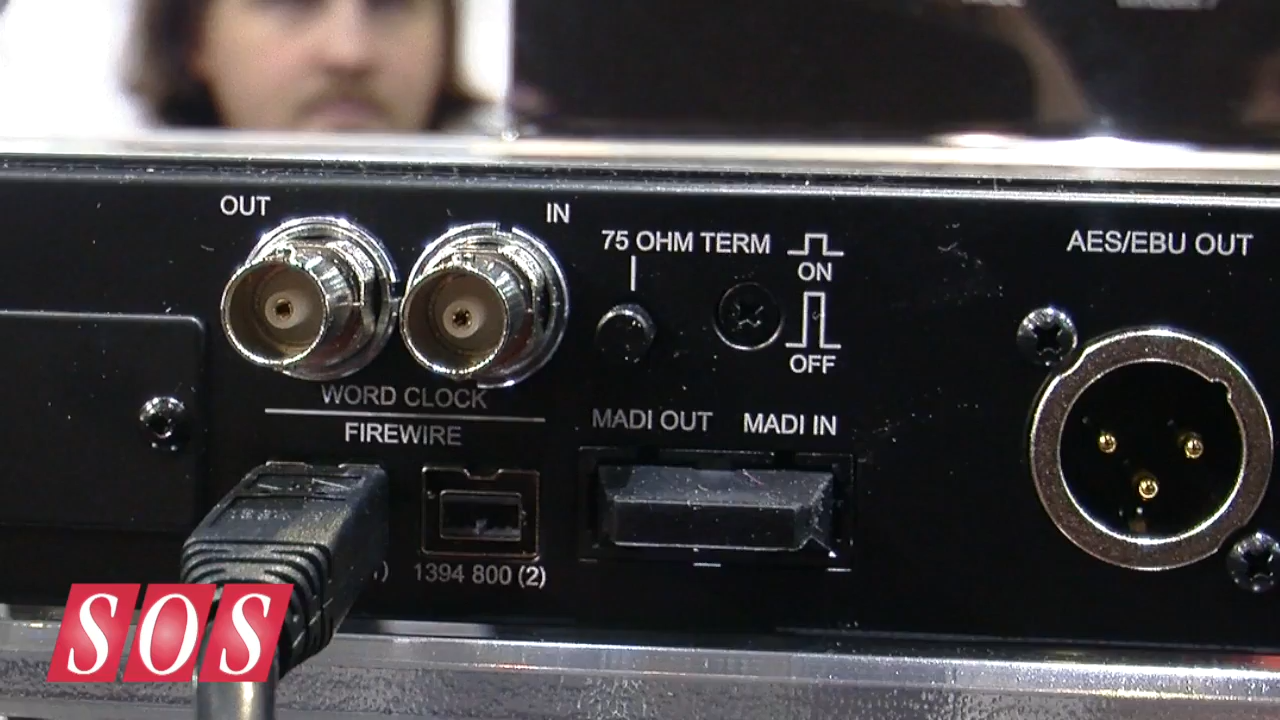 OUT
IN
75 OHM TERM
ON
OFF
AES/EBU OUT
WORD CLOCK
FIREWIRE
MADI OUT
MADI IN
1394 800 (2)
SOS